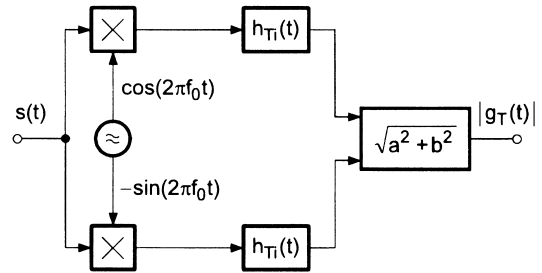 h_Ti(t)
cos(2πf₀t)
s(t)
≈
√(a² + b²)
|g_T(t)|
−sin(2πf₀t)
h_Ti(t)